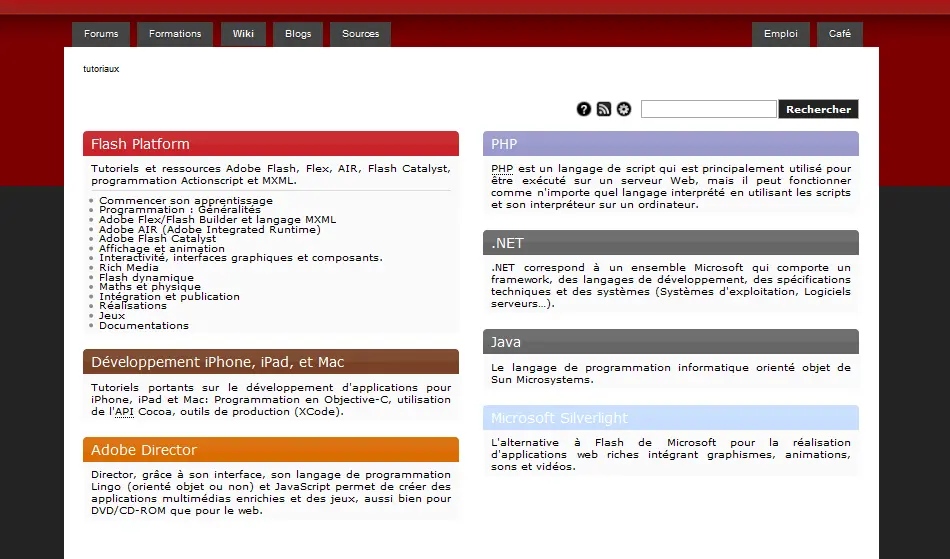 Forums
Formations
Wiki
Blogs
Sources
Emploi
Café
tutoriaux
Rechercher
Flash Platform
Tutoriels et ressources Adobe Flash, Flex, AIR, Flash Catalyst,
programmation Actionscript et MXML.
Commencer son apprentissage
Programmation : Généralités
Adobe Flex/Flash Builder et langage MXML
Adobe AIR (Adobe Integrated Runtime)
Adobe Flash Catalyst
Affichage et animation
Interactivité, interfaces graphiques et composants.
Rich Media
Flash dynamique
Maths et physique
Intégration et publication
Réalisations
Jeux
Documentations
Développement iPhone, iPad, et Mac
Tutoriels portants sur le développement d'applications pour
iPhone, iPad et Mac: Programmation en Objective-C, utilisation
de l'API Cocoa, outils de production (XCode).
Adobe Director
Director, grâce à son interface, son langage de programmation
Lingo (orienté objet ou non) et JavaScript permet de créer des
applications multimédias enrichies et des jeux, aussi bien pour
DVD/CD-ROM que pour le web.
PHP
PHP est un langage de script qui est principalement utilisé pour
être exécuté sur un serveur Web, mais il peut fonctionner
comme n'importe quel langage interprété en utilisant les scripts
et son interpréteur sur un ordinateur.
.NET
.NET correspond à un ensemble Microsoft qui comporte un
framework, des langages de développement, des spécifications
techniques et des systèmes (Systèmes d'exploitation, Logiciels
serveurs…).
Java
Le langage de programmation informatique orienté objet de
Sun Microsystems.
Microsoft Silverlight
L'alternative à Flash de Microsoft pour la réalisation
d'applications web riches intégrant graphismes, animations,
sons et vidéos.